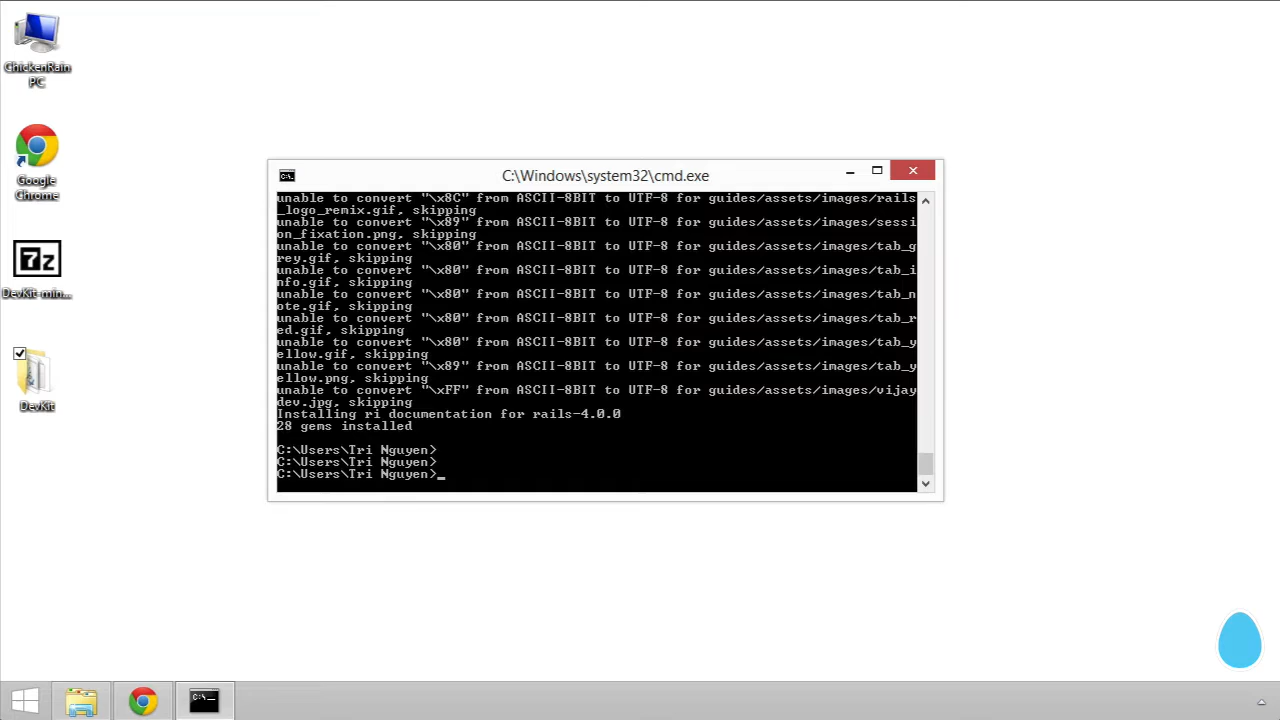 ChickenRain
PC
Google
Chrome
7z
DevKit-min...
DevKit
C:\Windows\system32\cmd.exe
unable to convert "\x8C" from ASCII-8BIT to UTF-8 for guides/assets/images/rails
_logo_remix.gif, skipping
unable to convert "\x89" from ASCII-8BIT to UTF-8 for guides/assets/images/sessi
on_fixation.png, skipping
unable to convert "\x80" from ASCII-8BIT to UTF-8 for guides/assets/images/tab_g
rey.gif, skipping
unable to convert "\x80" from ASCII-8BIT to UTF-8 for guides/assets/images/tab_i
nfo.gif, skipping
unable to convert "\x80" from ASCII-8BIT to UTF-8 for guides/assets/images/tab_n
ote.gif, skipping
unable to convert "\x80" from ASCII-8BIT to UTF-8 for guides/assets/images/tab_r
ed.gif, skipping
unable to convert "\x80" from ASCII-8BIT to UTF-8 for guides/assets/images/tab_y
ellow.gif, skipping
unable to convert "\x89" from ASCII-8BIT to UTF-8 for guides/assets/images/tab_y
ellow.png, skipping
unable to convert "\xFF" from ASCII-8BIT to UTF-8 for guides/assets/images/vijay
dev.jpg, skipping
Installing ri documentation for rails-4.0.0
28 gems installed
C:\Users\Tri Nguyen>
C:\Users\Tri Nguyen>
C:\Users\Tri Nguyen>_